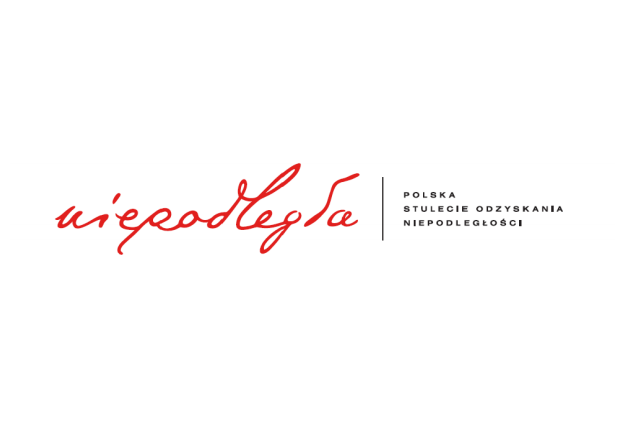 niepodległa
POLSKA
STULECIE ODZYSKANIA
NIEPODLEGŁOŚCI